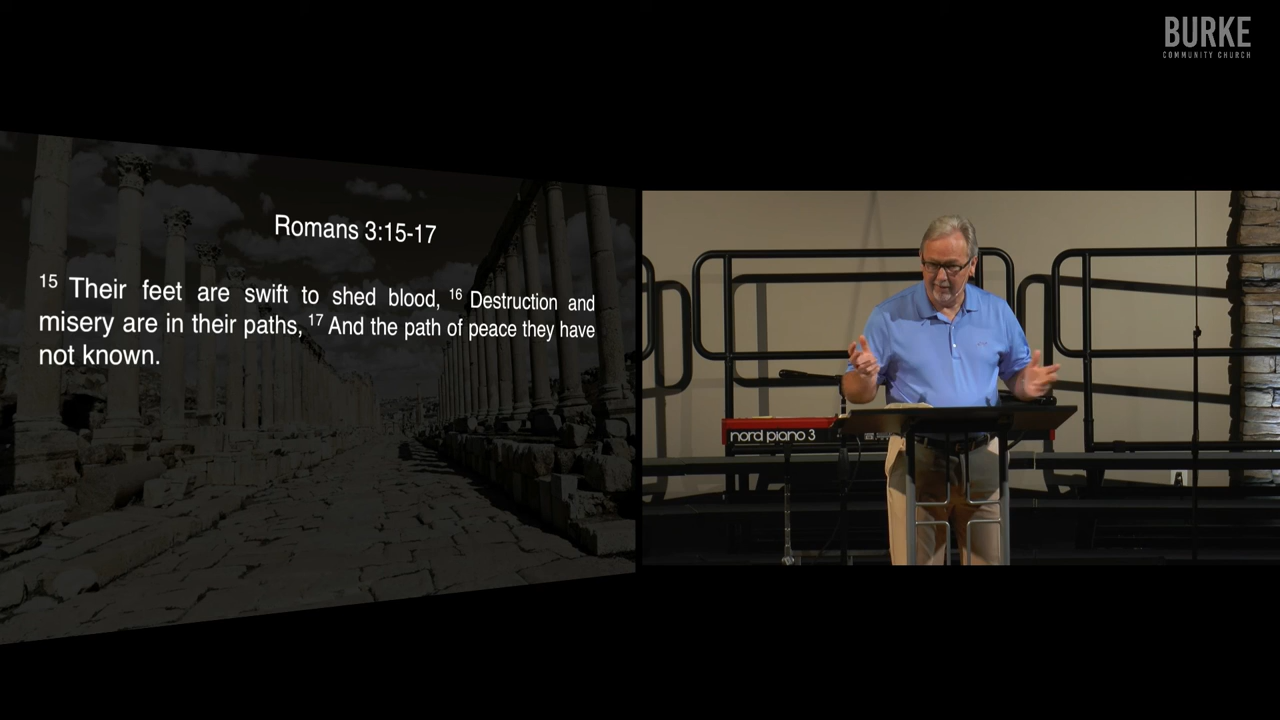 BURKE
COMMUNITY CHURCH
Romans 3:15-17
15 Their feet are swift to shed blood, 16 Destruction and
misery are in their paths, 17 And the path of peace they have
not known.
nord piano 3